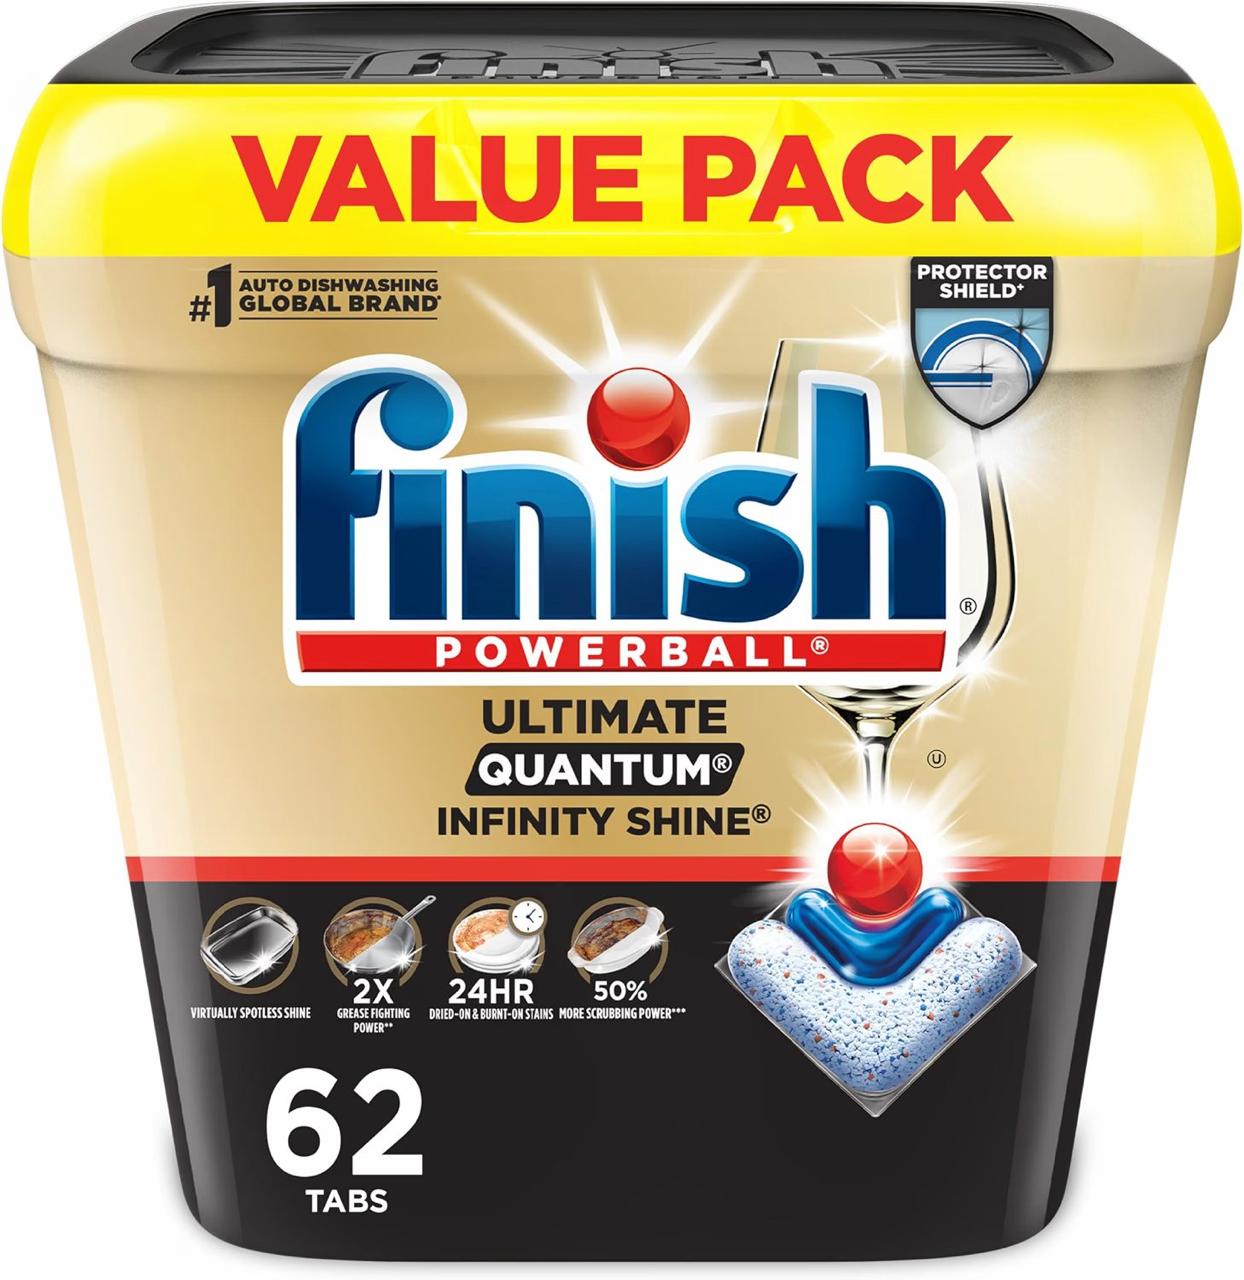 finish
VALUE PACK
#1 AUTO DISHWASHING
GLOBAL BRAND*
PROTECTOR
SHIELD+
finish®
POWERBALL®
ULTIMATE
QUANTUM®
INFINITY SHINE®
U
VIRTUALLY SPOTLESS SHINE
2X
GREASE FIGHTING
POWER**
24HR
DRIED-ON & BURNT-ON STAINS
50%
MORE SCRUBBING POWER***
62
TABS